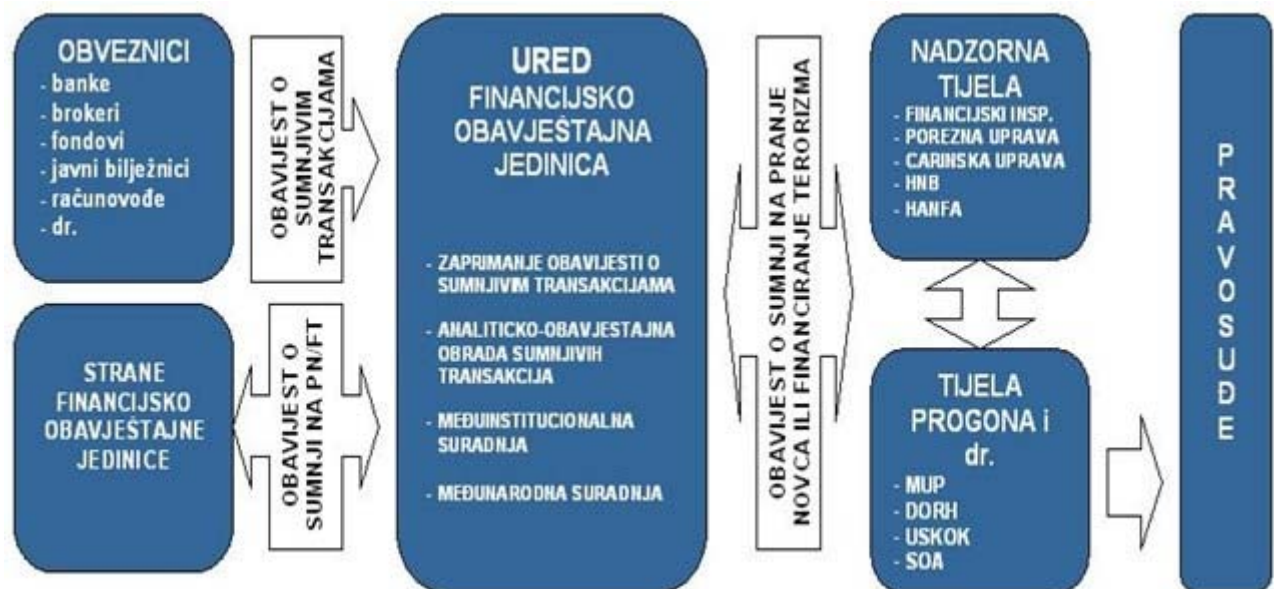 OBVEZNICI
- banke
- brokeri
- fondovi
- javni bilježnici
- računovođe
- dr.
OBAVIJEST O
SUMNJIVIM
TRANSAKCIJAMA
STRANE
FINANCIJSKO
OBAVJEŠTAJNE
JEDINICE
OBAVIJEST O
SUMNJI NA PN/FT
URED
FINANCIJSKO
OBAVJEŠTAJNA
JEDINICA
- ZAPRIMANJE OBAVIJESTI O
SUMNJIVIM TRANSAKCIJAMA
- ANALITICKO-OBAVJESTAJNA
OBRADA SUMNJIVIH
TRANSAKCIJA
- MEĐUINSTITUCIONALNA
SURADNJA
- MEĐUNARODNA SURADNJA
OBAVIJEST O SUMNJI NA PRANJE
NOVCA ILI FINANCIRANJE TERORIZMA
NADZORNA
TIJELA
- FINANCIJSKI INSP.
- POREZNA UPRAVA
- CARINSKA UPRAVA
- HNB
- HANFA
TIJELA
PROGONA i
dr.
- MUP
- DORH
- USKOK
- SOA
PRAVOSUĐE